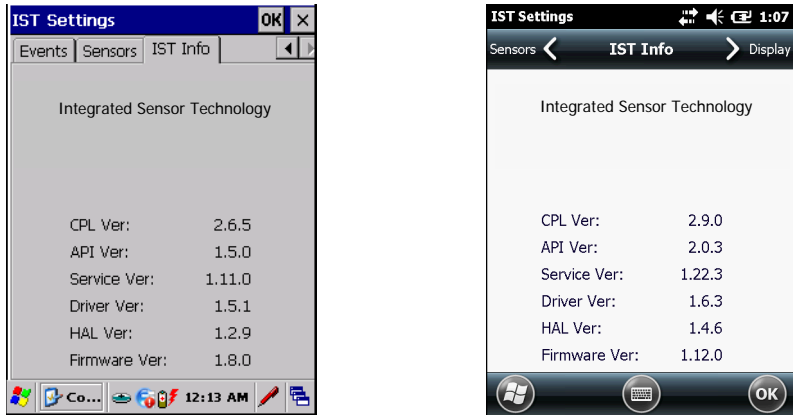 IST Settings OK
Events Sensors IST Info
Integrated Sensor Technology
CPL Ver: 2.6.5
API Ver: 1.5.0
Service Ver: 1.11.0
Driver Ver: 1.5.1
HAL Ver: 1.2.9
Firmware Ver: 1.8.0
Co... 12:13 AM
IST Settings 1:07
Sensors IST Info Display
Integrated Sensor Technology
CPL Ver: 2.9.0
API Ver: 2.0.3
Service Ver: 1.22.3
Driver Ver: 1.6.3
HAL Ver: 1.4.6
Firmware Ver: 1.12.0
OK